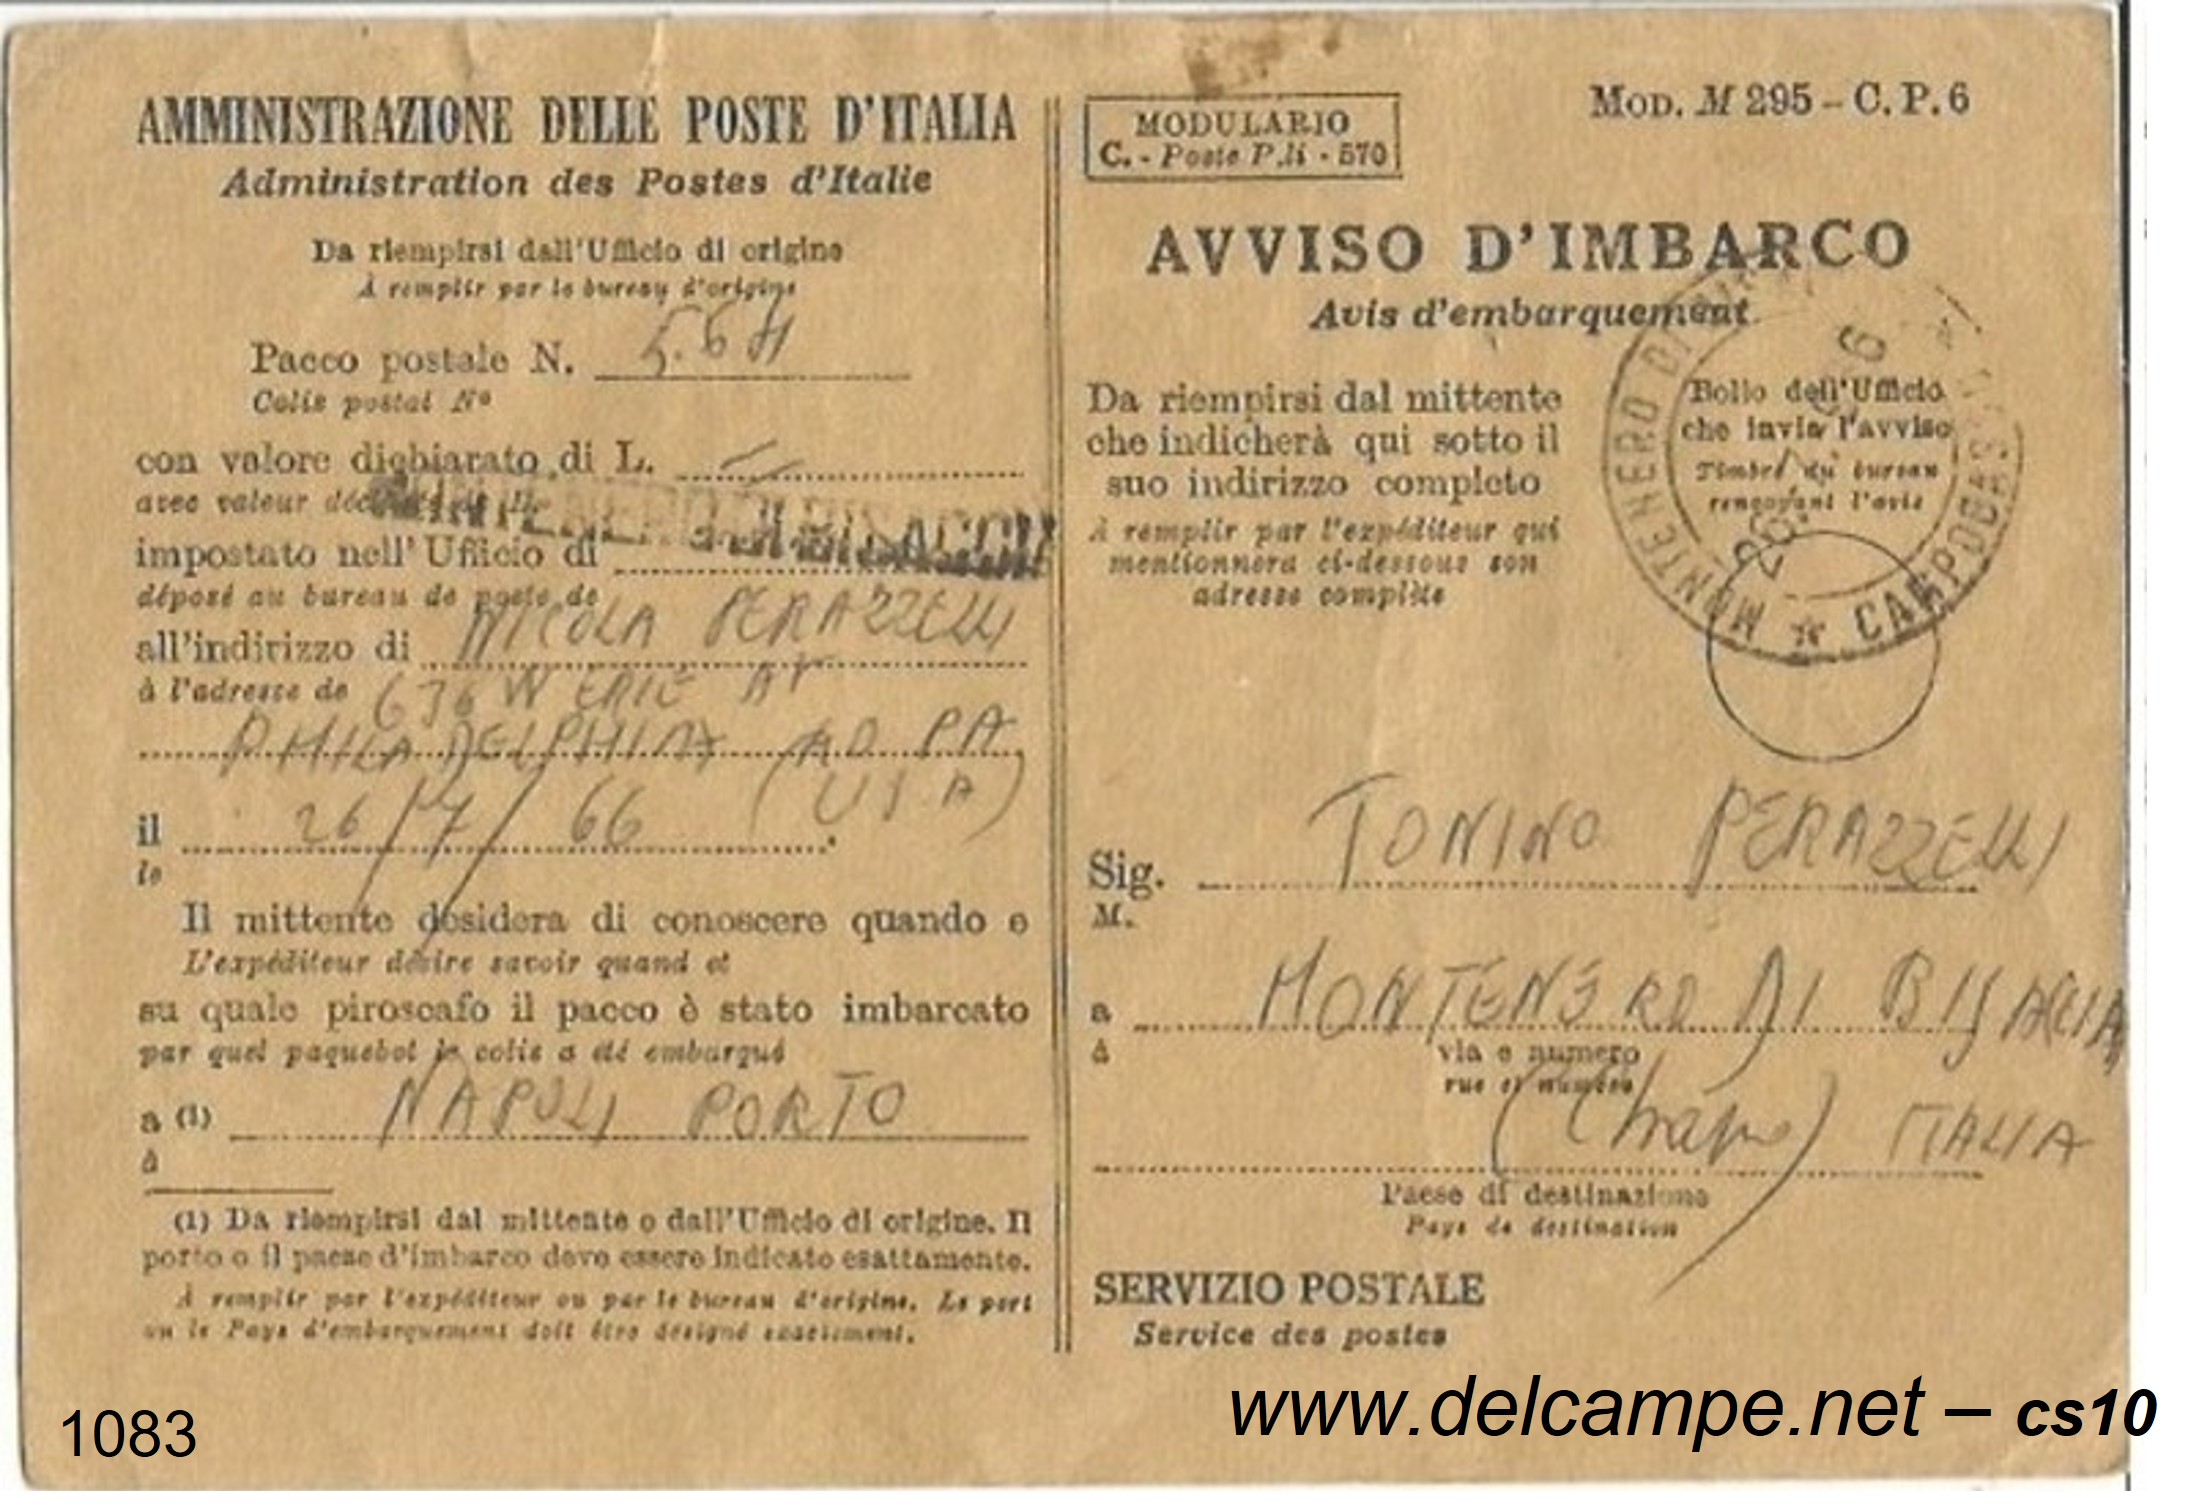 AMMINISTRAZIONE DELLE POSTE D'ITALIA
Administration des Postes d'Italie
Da riempirsi dall'Ufficio di origine
À remplir par le bureau d'origine
Pacco postale N.
Colis postal Nº
con valore dichiarato di L.
avec valeur déclarée de
impostato nell'Ufficio di
déposé au bureau de poste de
all'indirizzo di NICOLA PERAZZELLI
à l'adresse de 636 W ERIE AV
PHILADELPHIA 40 PA
(U.S.A)
il 26/7/66
le
Il mittente desidera di conoscere quando e
L'expéditeur désire savoir quand et
su quale piroscafo il pacco è stato imbarcato
par quel paquebot le colis a été embarqué
a (1) NAPOLI PORTO
à
(1) Da riempirsi dal mittente o dall'Ufficio di origine. Il
porto o il paese d'imbarco deve essere indicato esattamente.
À remplir par l'expéditeur ou par le bureau d'origine. Le port
ou le Pays d'embarquement doit être désigné exactement.
MODULARIO
C. - Poste P.li - 570
MOD. M 295 - C. P. 6
AVVISO D'IMBARCO
Avis d'embarquement
Da riempirsi dal mittente
che indicherà qui sotto il
suo indirizzo completo
À remplir par l'expéditeur qui
mentionnera ci-dessous son
adresse complète
Bollo dell'Ufficio
che invia l'avviso
Timbre du bureau
renvoyant l'avis
MONTENERO DI ★ CAMPOBASSO
26
Sig. TONINO PERAZZELLI
M.
a MONTENERO DI BISACCIA
à
via e numero
rue et numéro
ITALIA
Paese di destinazione
Pays de destination
SERVIZIO POSTALE
Service des postes
1083
www.delcampe.net – cs10